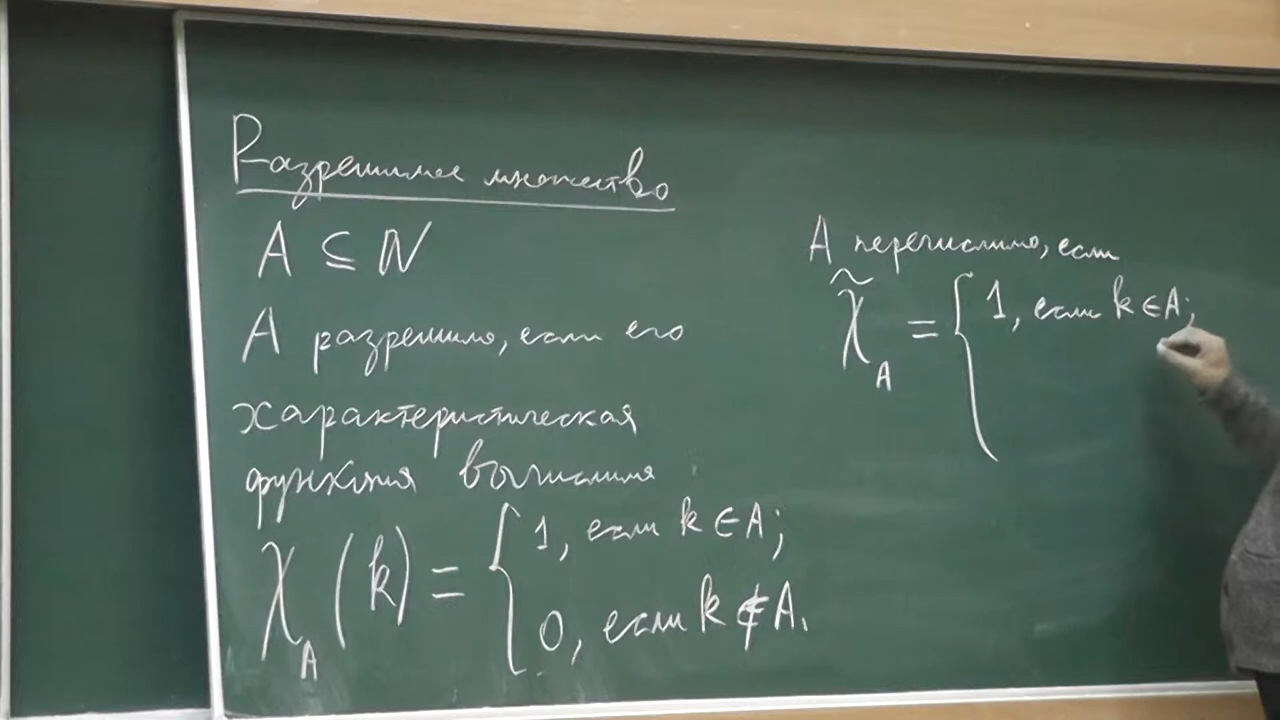 Разрешимое множество
A ⊆ ℕ
A разрешимо, если его
характеристическая
функция вычислима
χ_A (k) = { 1, если k ∈ A;
0, если k ∉ A.
A перечислимо, если
χ̃_A = { 1, если k ∈ A;